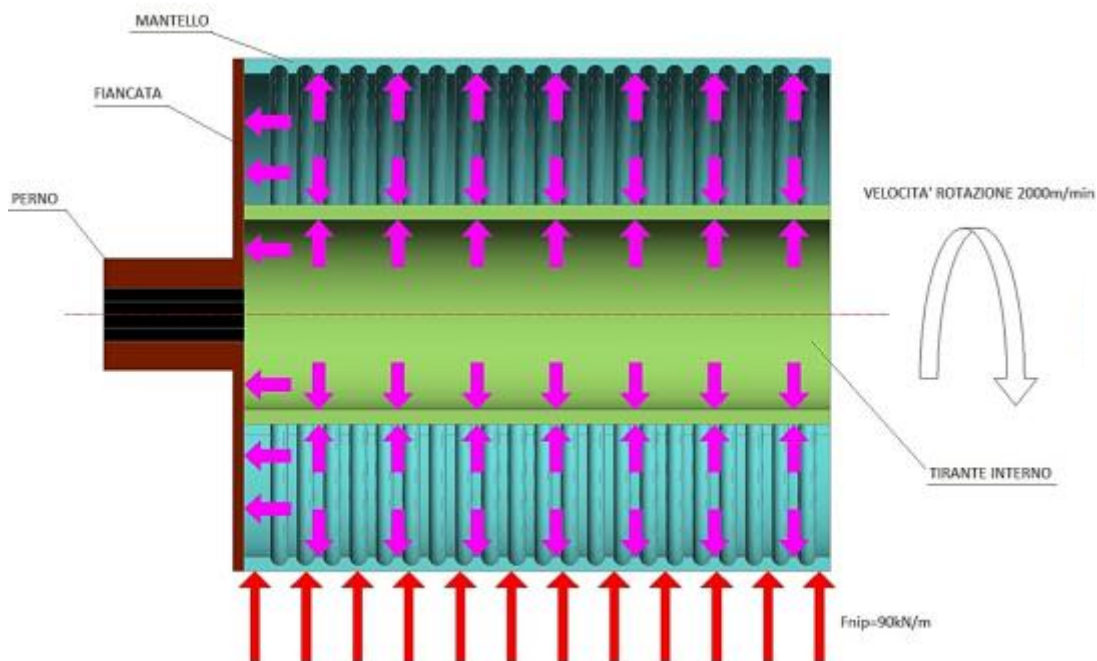 MANTELLO
FIANCATA
PERNO
VELOCITA' ROTAZIONE 2000m/min
TIRANTE INTERNO
Fnip=90kN/m